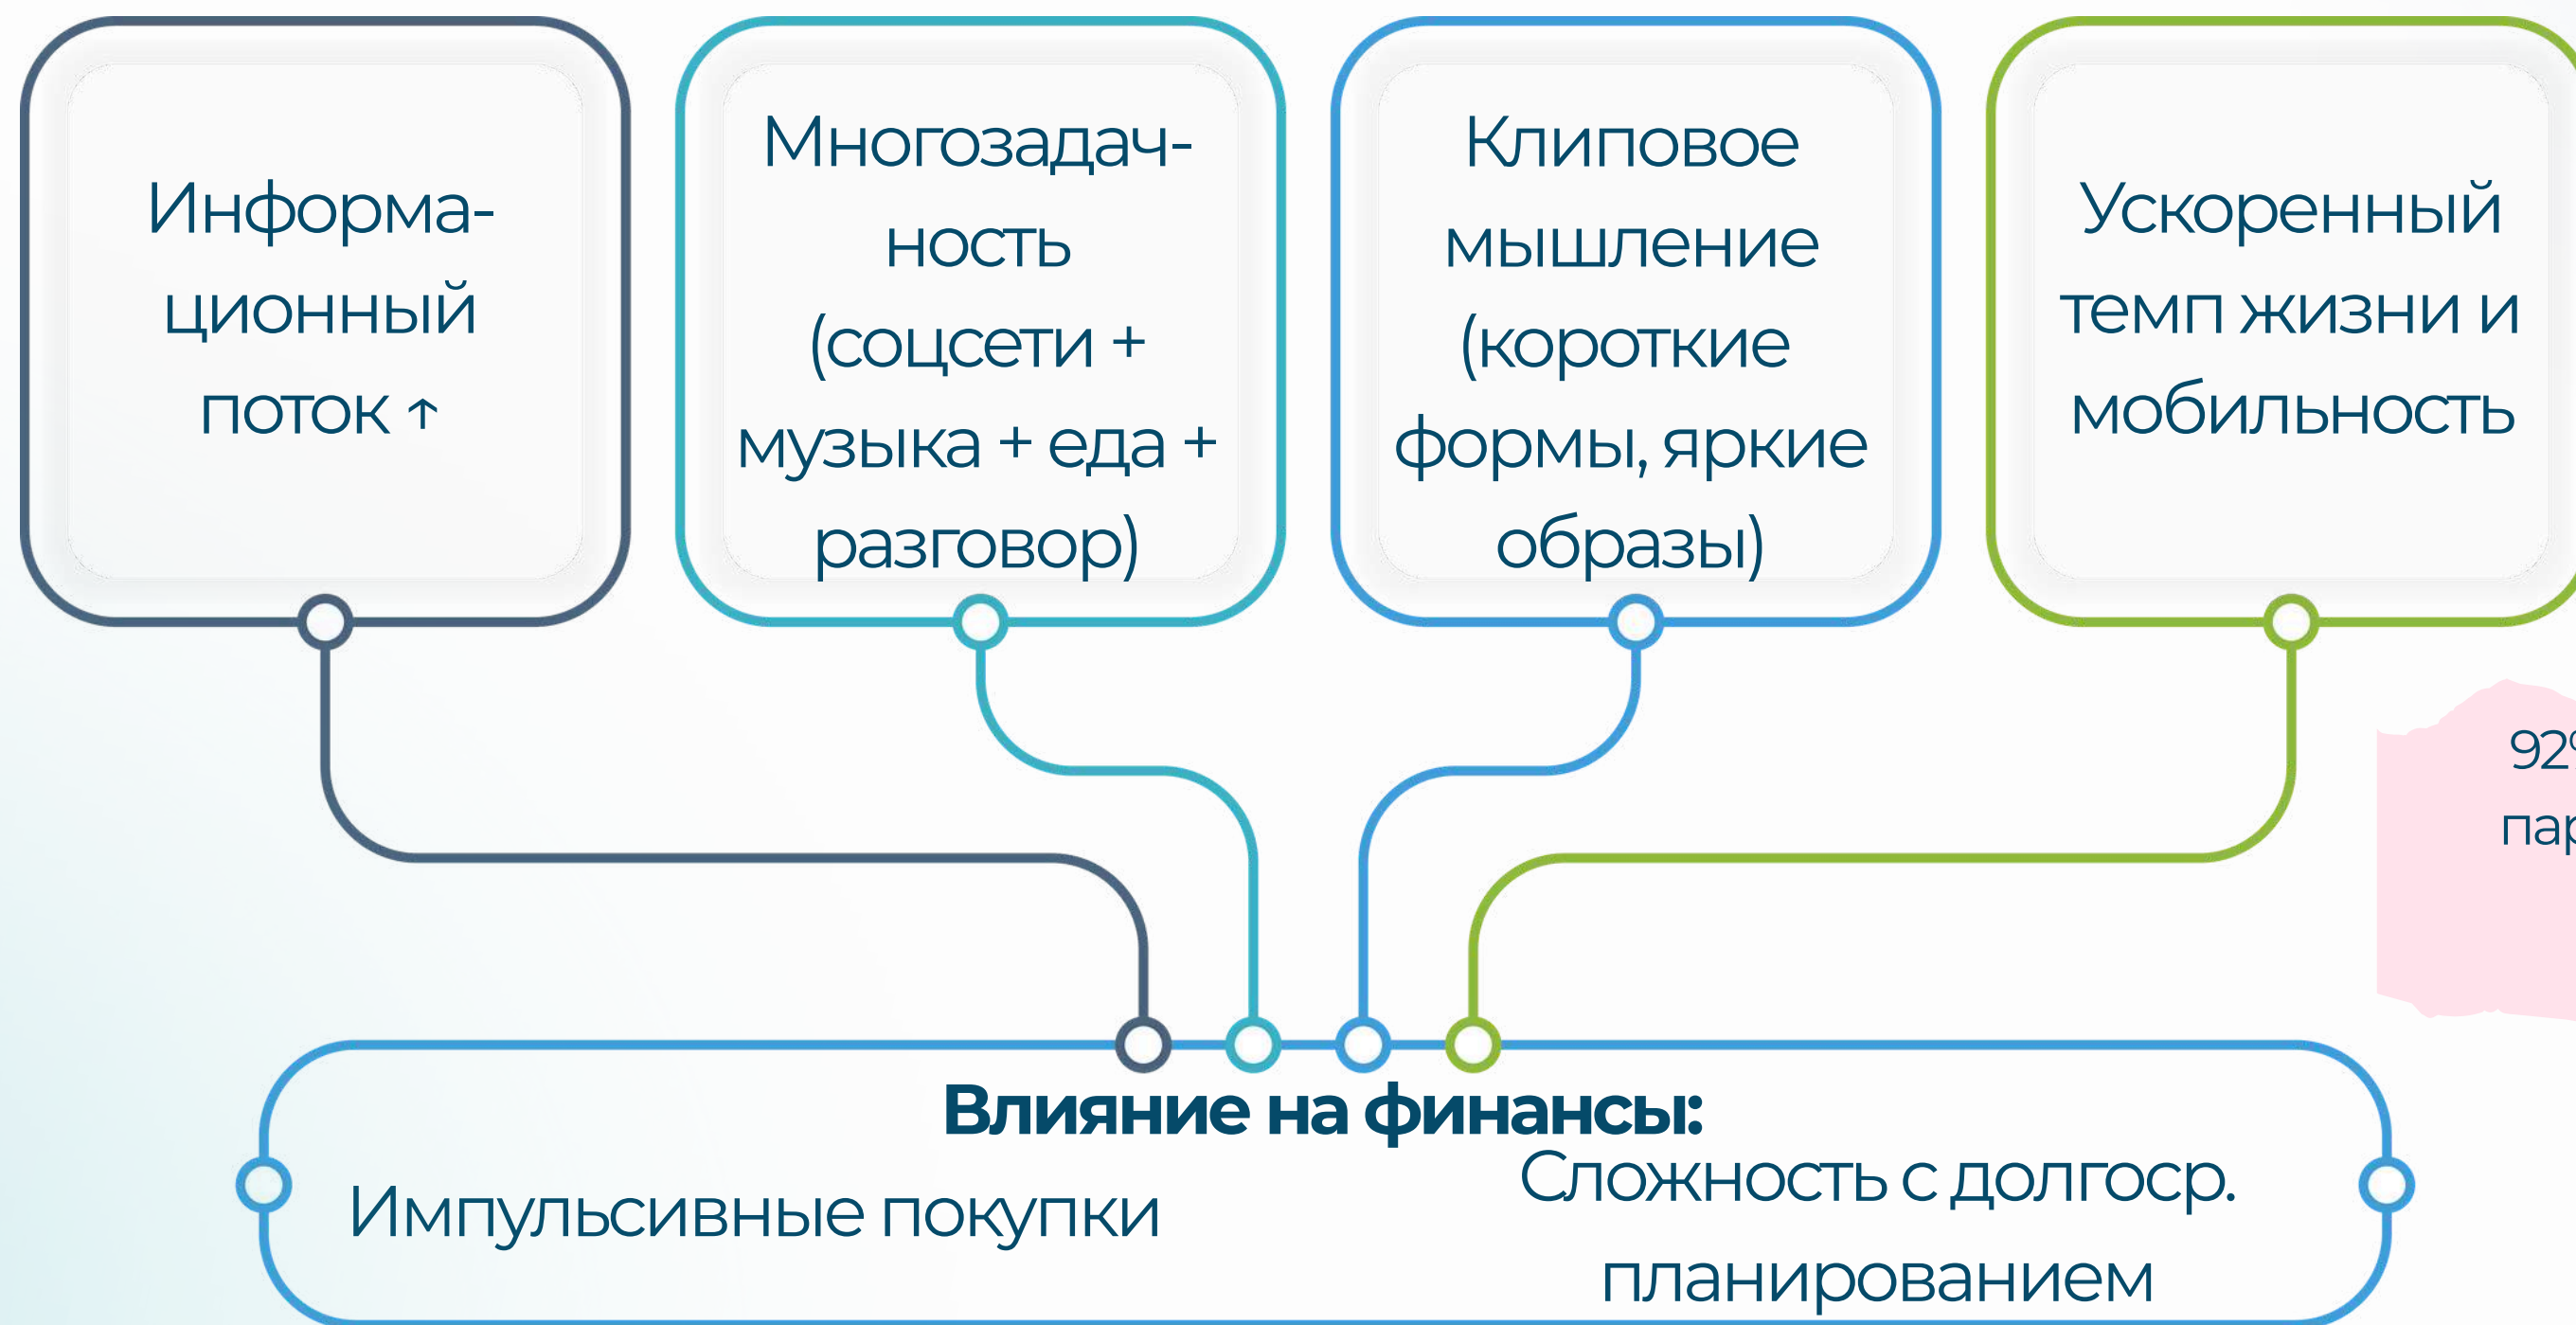 Информа-
ционный
поток ↑
Многозадач-
ность
(соцсети +
музыка + еда +
разговор)
Клиповое
мышление
(короткие
формы, яркие
образы)
Ускоренный
темп жизни и
мобильность
Влияние на финансы:
Импульсивные покупки
Сложность с долгоср.
планированием